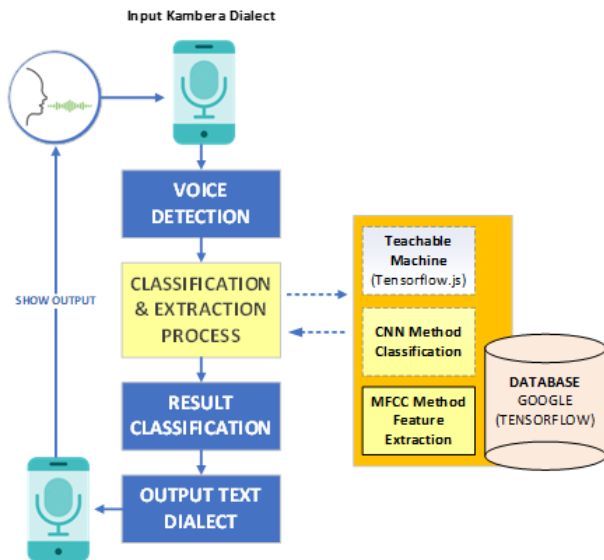 Input Kambera Dialect
VOICE
DETECTION
CLASSIFICATION
& EXTRACTION
PROCESS
RESULT
CLASSIFICATION
OUTPUT TEXT
DIALECT
SHOW OUTPUT
Teachable
Machine
(Tensorflow.js)
CNN Method
Classification
MFCC Method
Feature
Extraction
DATABASE
GOOGLE
(TENSORFLOW)